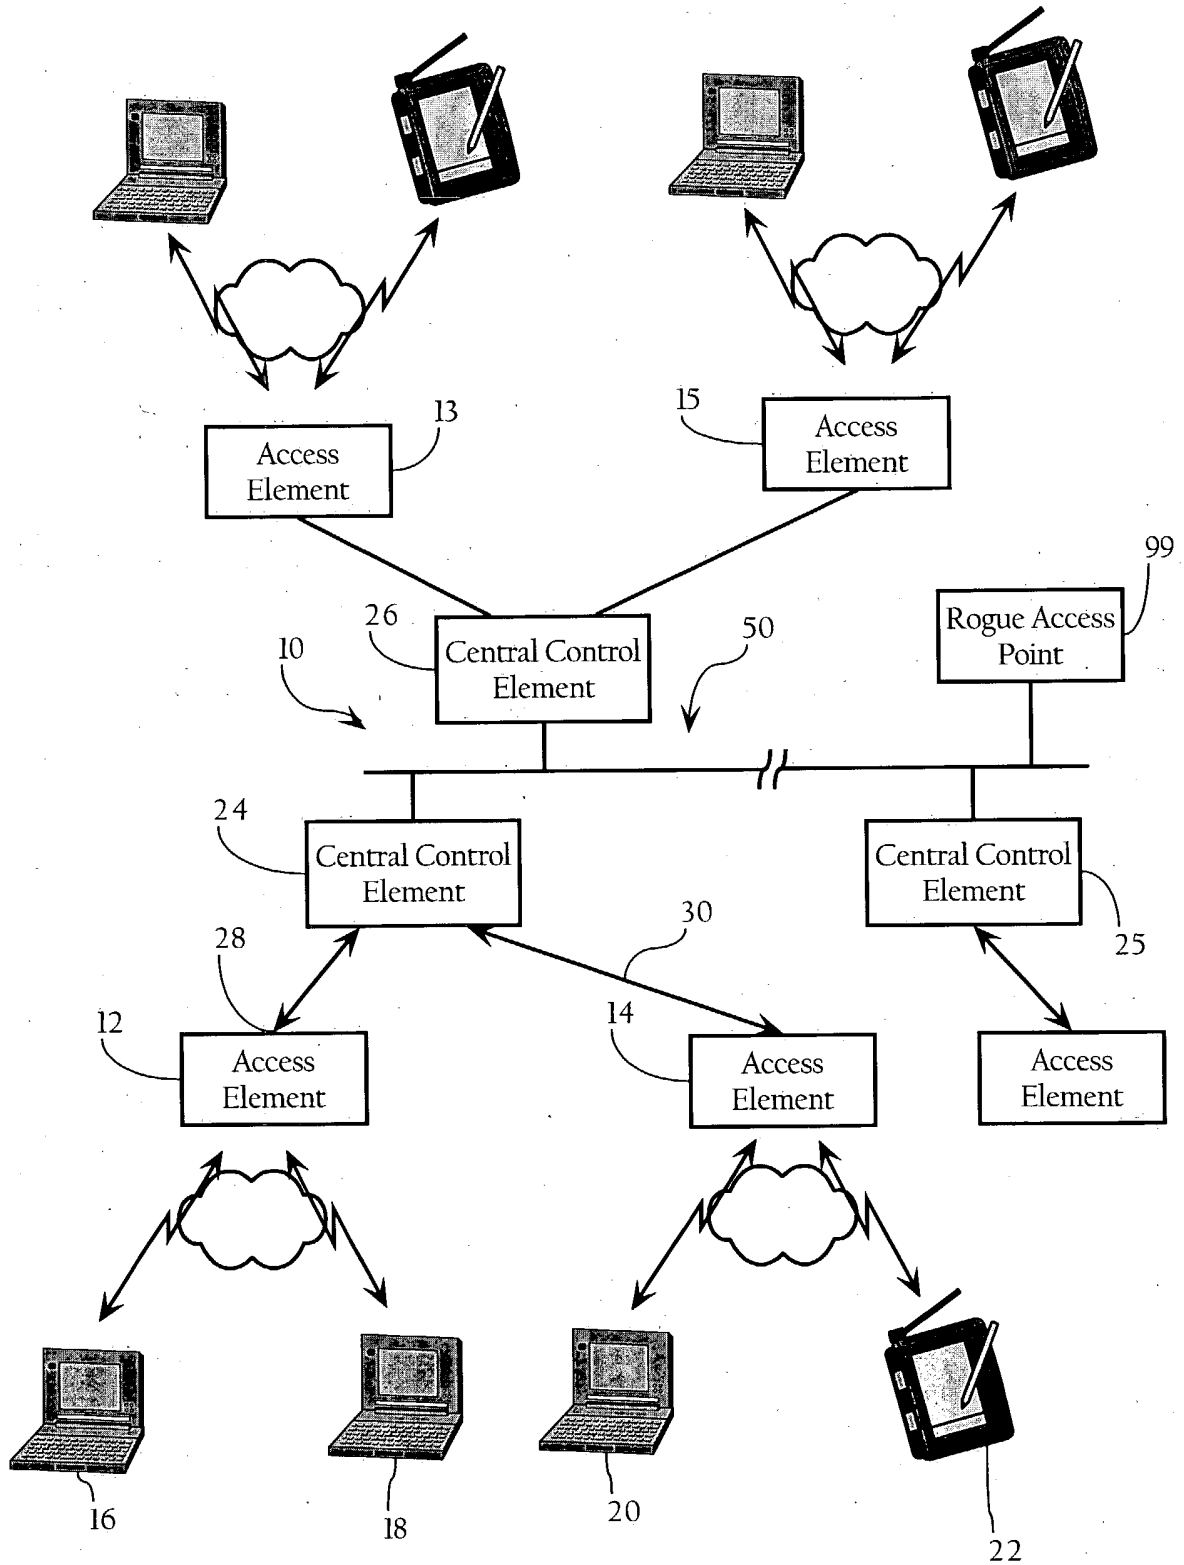 13
15
Access
Element
Access
Element
99
26
Rogue Access
Point
50
10
Central Control
Element
24
Central Control
Element
Central Control
Element
30
25
28
12
14
Access
Element
Access
Element
Access
Element
16
18
20
22